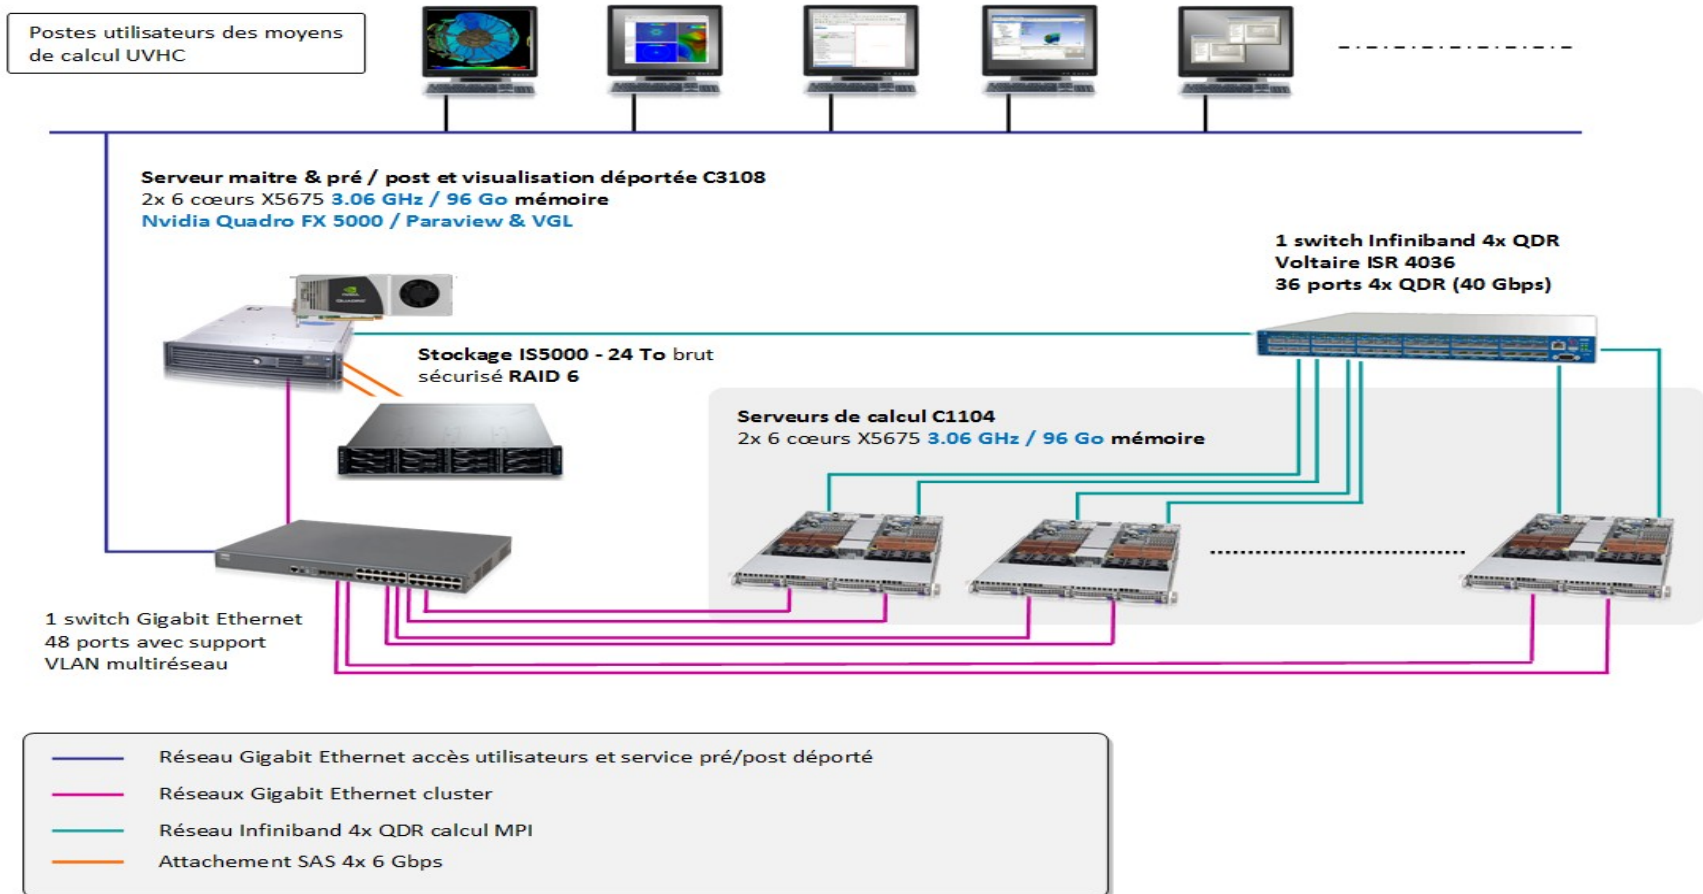 Postes utilisateurs des moyens
de calcul UVHC
Serveur maitre & pré / post et visualisation déportée C3108
2x 6 cœurs X5675 3.06 GHz / 96 Go mémoire
Nvidia Quadro FX 5000 / Paraview & VGL
1 switch Infiniband 4x QDR
Voltaire ISR 4036
36 ports 4x QDR (40 Gbps)
Stockage IS5000 - 24 To brut
sécurisé RAID 6
Serveurs de calcul C1104
2x 6 cœurs X5675 3.06 GHz / 96 Go mémoire
1 switch Gigabit Ethernet
48 ports avec support
VLAN multiréseau
Réseau Gigabit Ethernet accès utilisateurs et service pré/post déporté
Réseaux Gigabit Ethernet cluster
Réseau Infiniband 4x QDR calcul MPI
Attachement SAS 4x 6 Gbps